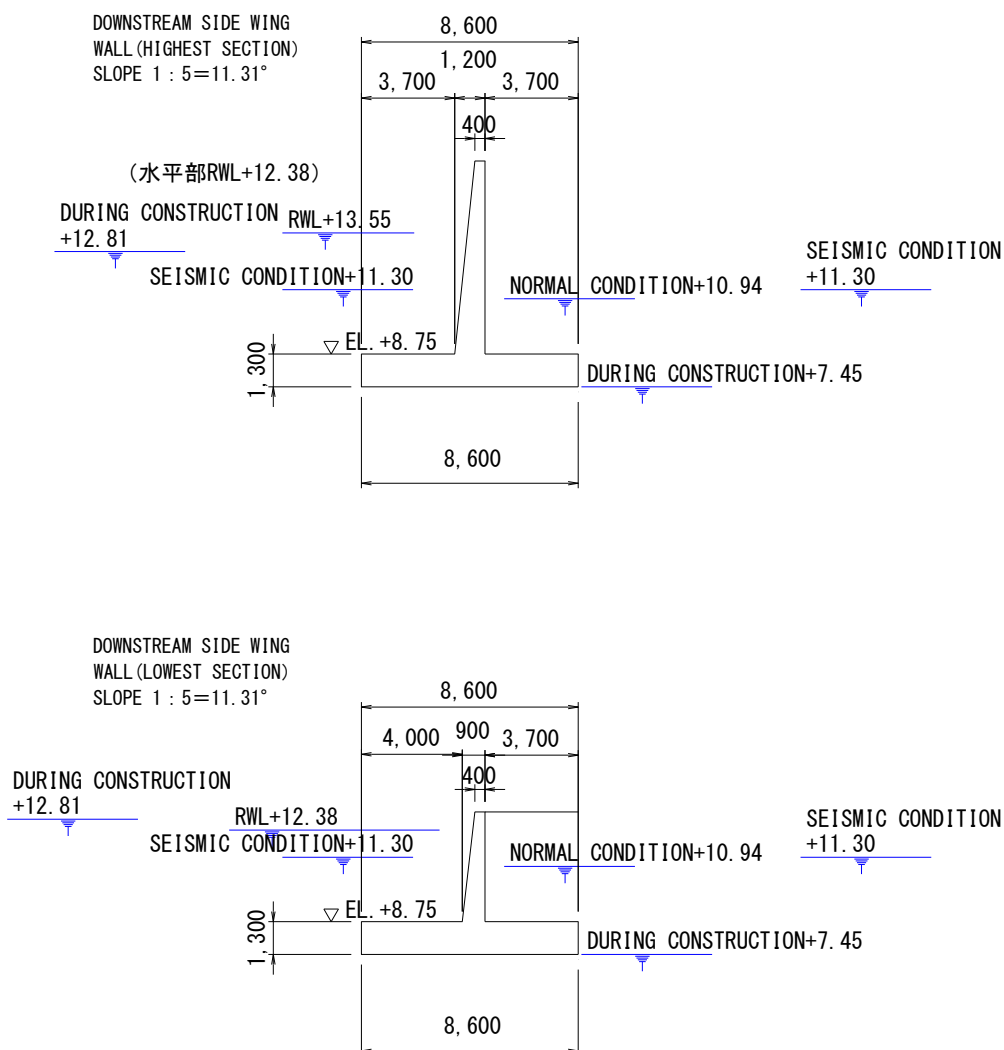 DOWNSTREAM SIDE WING
WALL(HIGHEST SECTION)
SLOPE 1：5＝11.31°
8,600
1,200
3,700
3,700
400
（水平部RWL+12.38）
DURING CONSTRUCTION
+12.81
RWL+13.55
SEISMIC CONDITION
+11.30
SEISMIC CONDITION+11.30
NORMAL CONDITION+10.94
EL.+8.75
1,300
DURING CONSTRUCTION+7.45
8,600
DOWNSTREAM SIDE WING
WALL(LOWEST SECTION)
SLOPE 1：5＝11.31°
8,600
4,000
900
3,700
400
DURING CONSTRUCTION
+12.81
RWL+12.38
SEISMIC CONDITION
+11.30
SEISMIC CONDITION+11.30
NORMAL CONDITION+10.94
EL.+8.75
1,300
DURING CONSTRUCTION+7.45
8,600